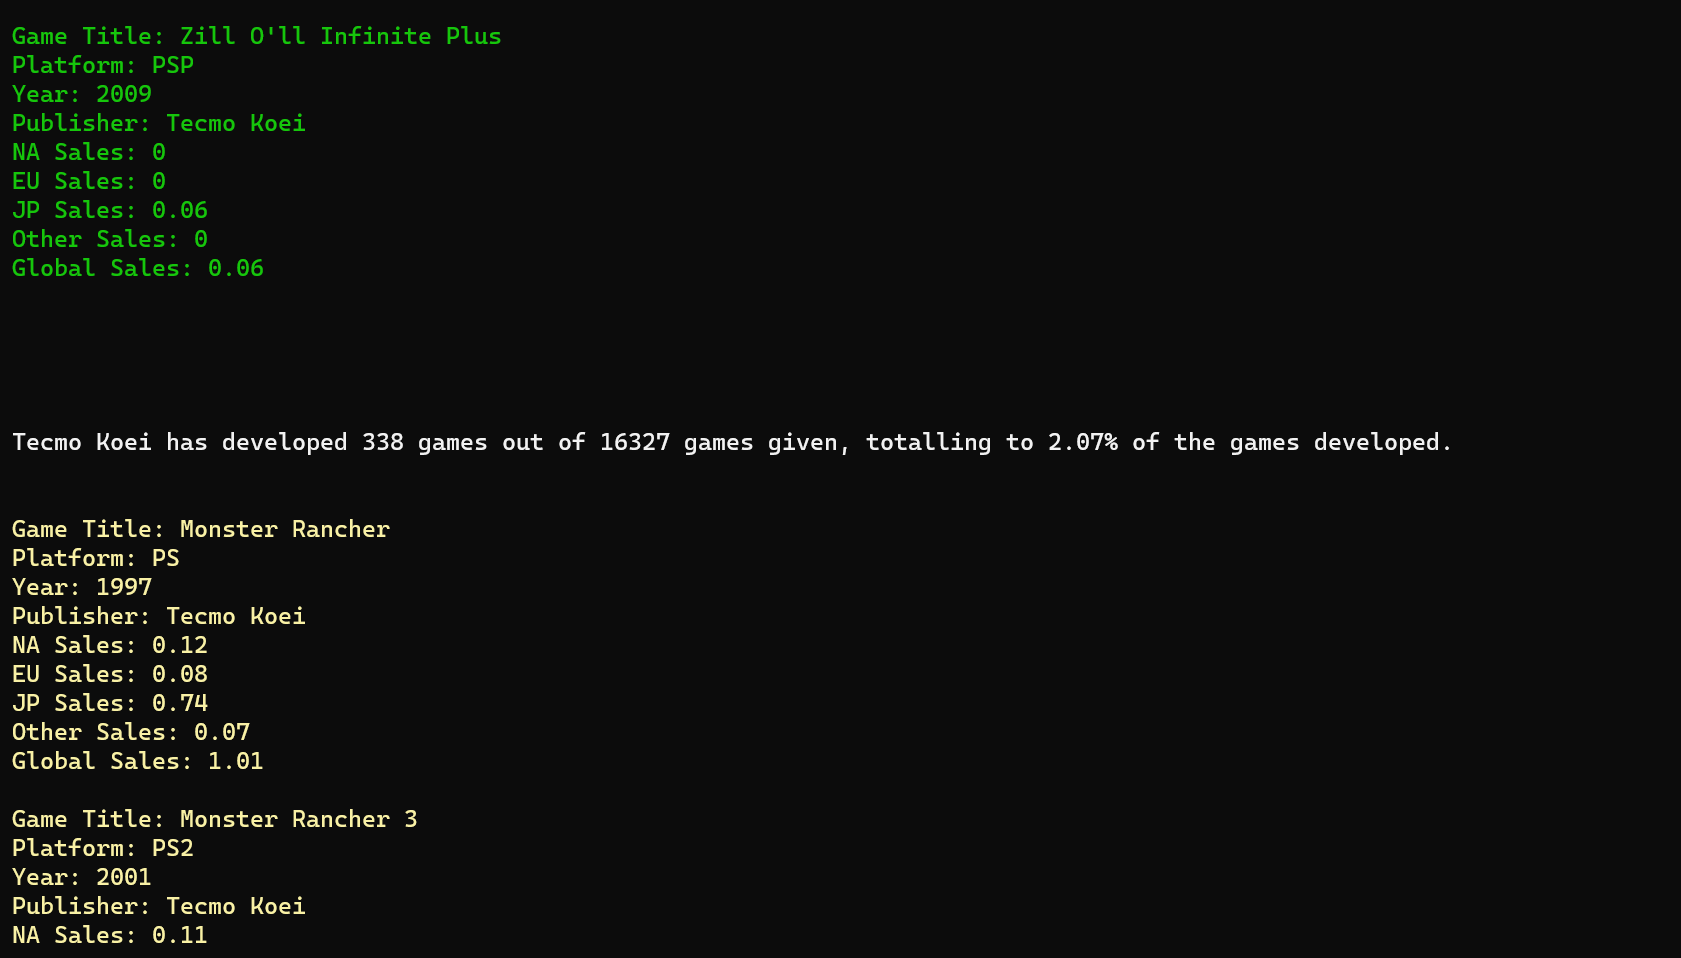 Game Title: Zill O'll Infinite Plus
Platform: PSP
Year: 2009
Publisher: Tecmo Koei
NA Sales: 0
EU Sales: 0
JP Sales: 0.06
Other Sales: 0
Global Sales: 0.06
Tecmo Koei has developed 338 games out of 16327 games given, totalling to 2.07% of the games developed.
Game Title: Monster Rancher
Platform: PS
Year: 1997
Publisher: Tecmo Koei
NA Sales: 0.12
EU Sales: 0.08
JP Sales: 0.74
Other Sales: 0.07
Global Sales: 1.01
Game Title: Monster Rancher 3
Platform: PS2
Year: 2001
Publisher: Tecmo Koei
NA Sales: 0.11